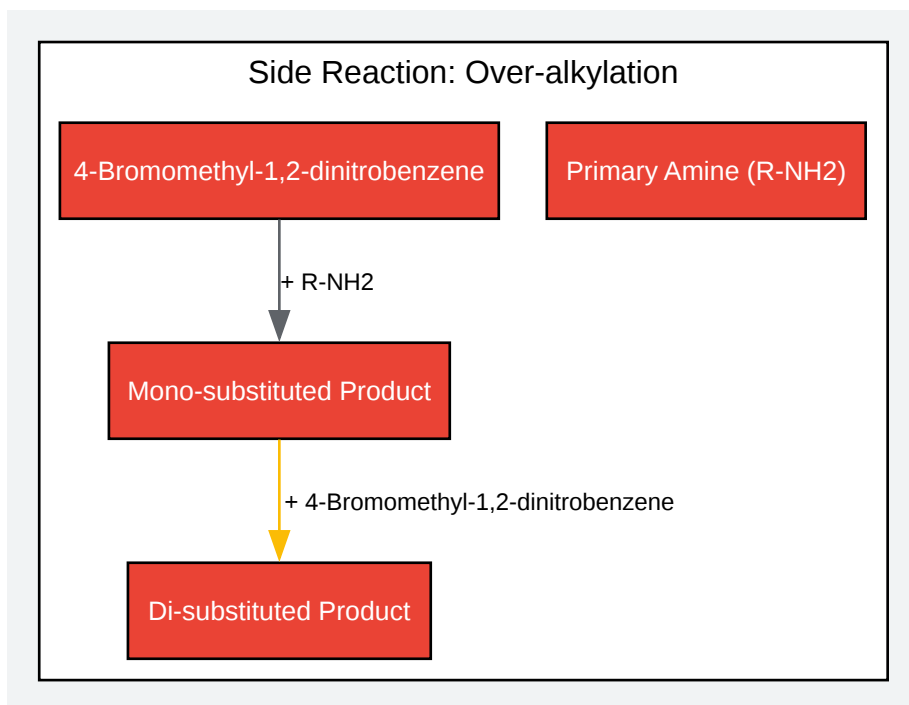 Side Reaction: Over-alkylation
4-Bromomethyl-1,2-dinitrobenzene
Primary Amine (R-NH2)
+ R-NH2
Mono-substituted Product
+ 4-Bromomethyl-1,2-dinitrobenzene
Di-substituted Product